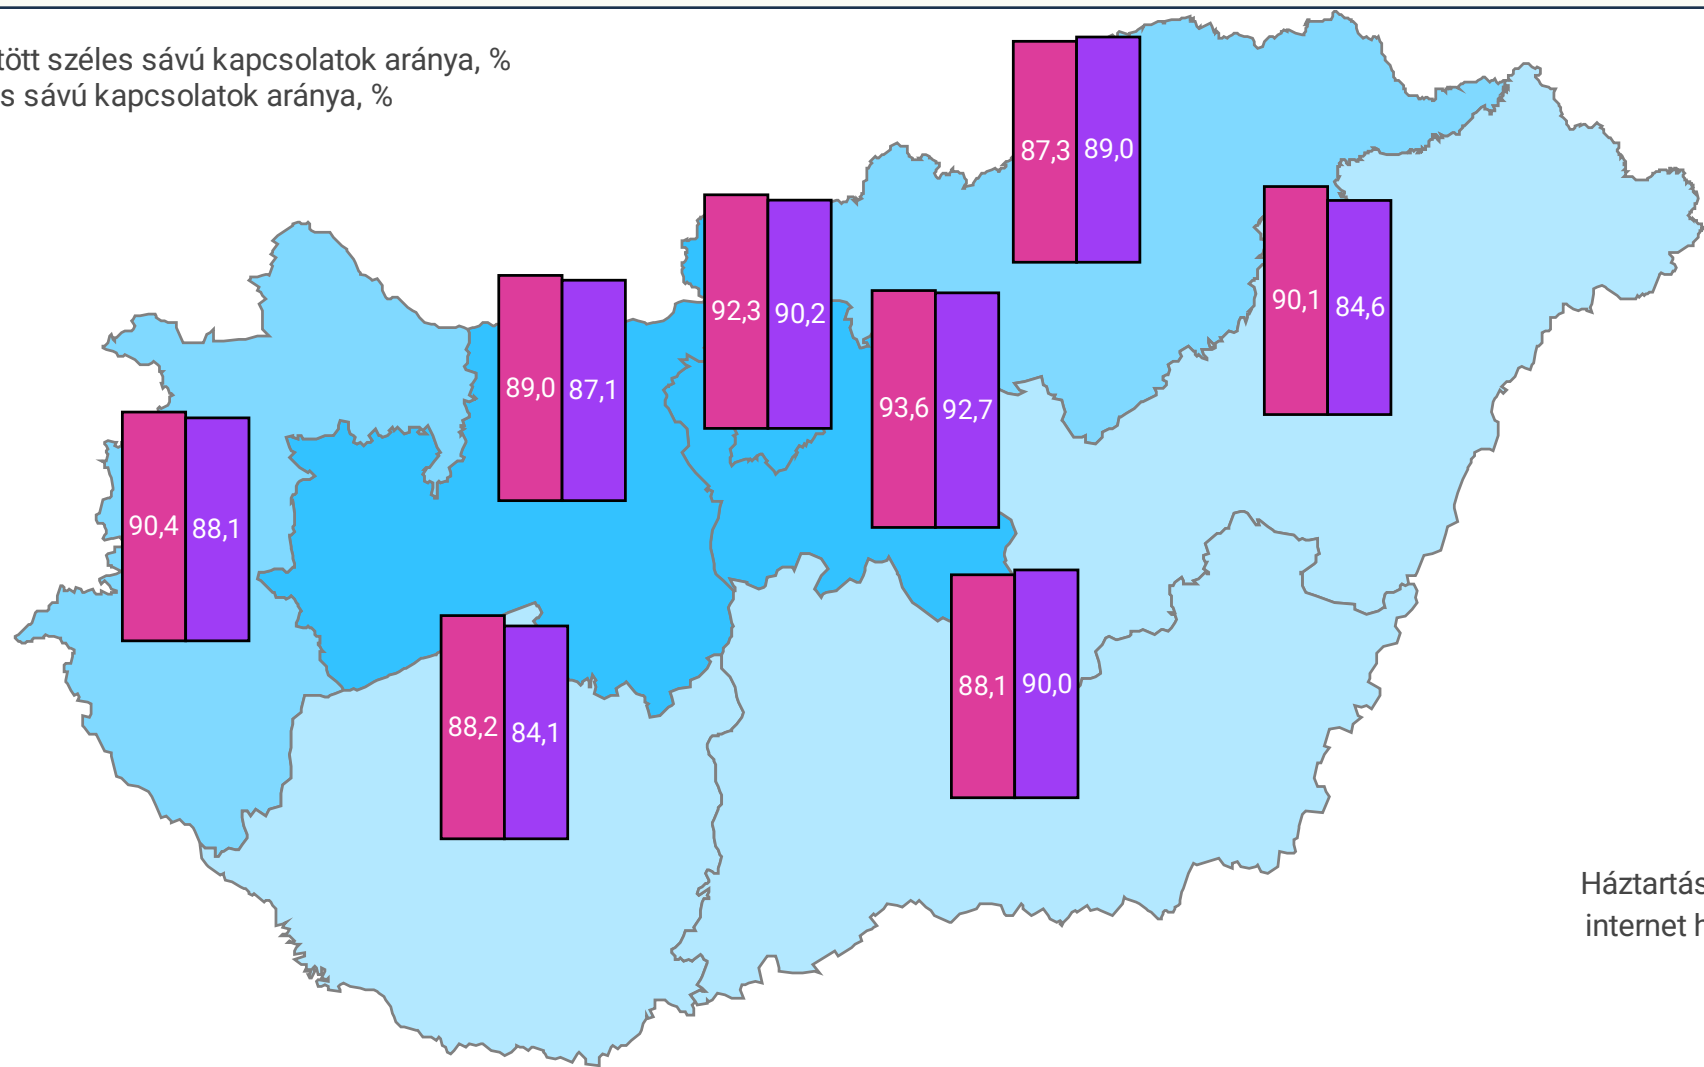 tött széles sávú kapcsolatok aránya, %
s sávú kapcsolatok aránya, %
87,3 89,0
90,1 84,6
92,3 90,2
89,0 87,1
93,6 92,7
90,4 88,1
88,1 90,0
88,2 84,1
Háztartás
internet h